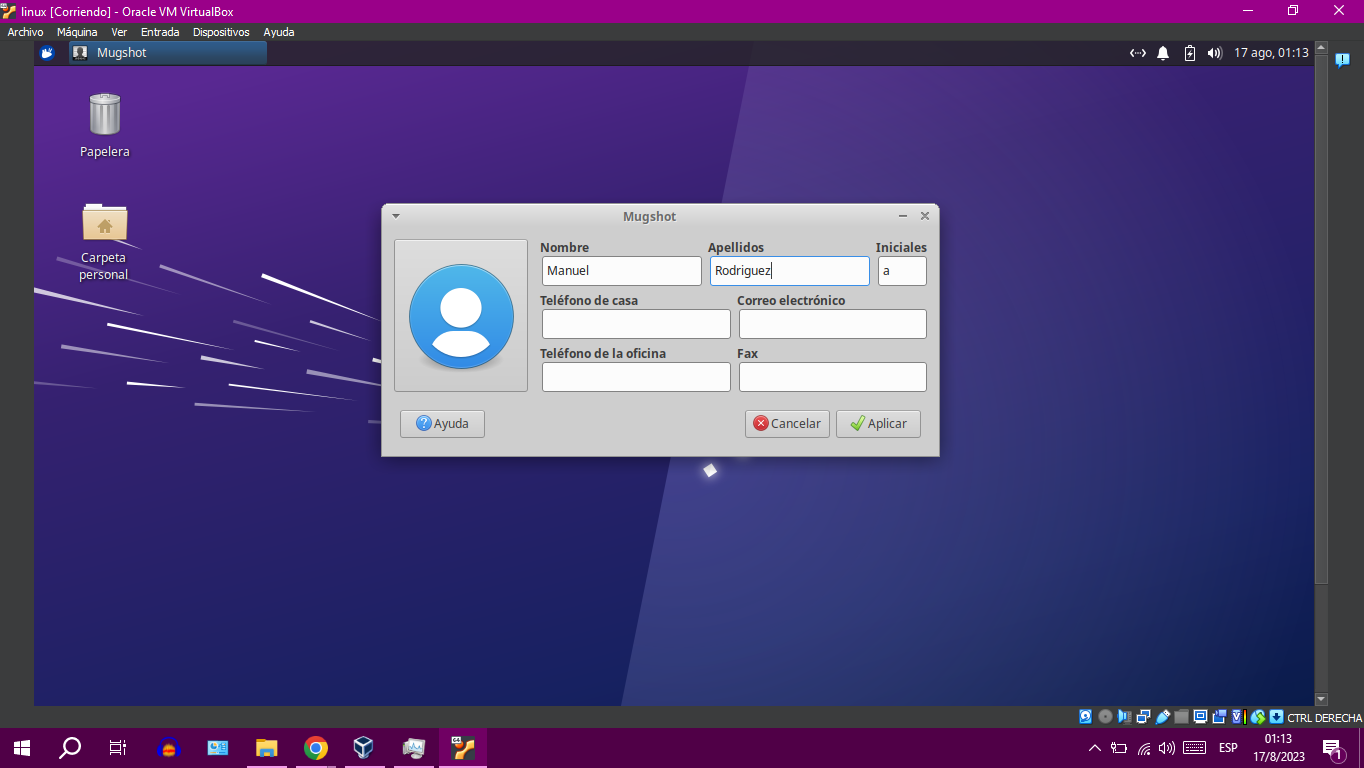 linux [Corriendo] - Oracle VM VirtualBox
Archivo Máquina Ver Entrada Dispositivos Ayuda
Mugshot
17 ago, 01:13
Papelera
Carpeta
personal
Mugshot
Nombre Apellidos Iniciales
Manuel Rodriguez a
Teléfono de casa Correo electrónico
Teléfono de la oficina Fax
Ayuda Cancelar Aplicar
CTRL DERECHA
64
ESP
01:13
17/8/2023
1